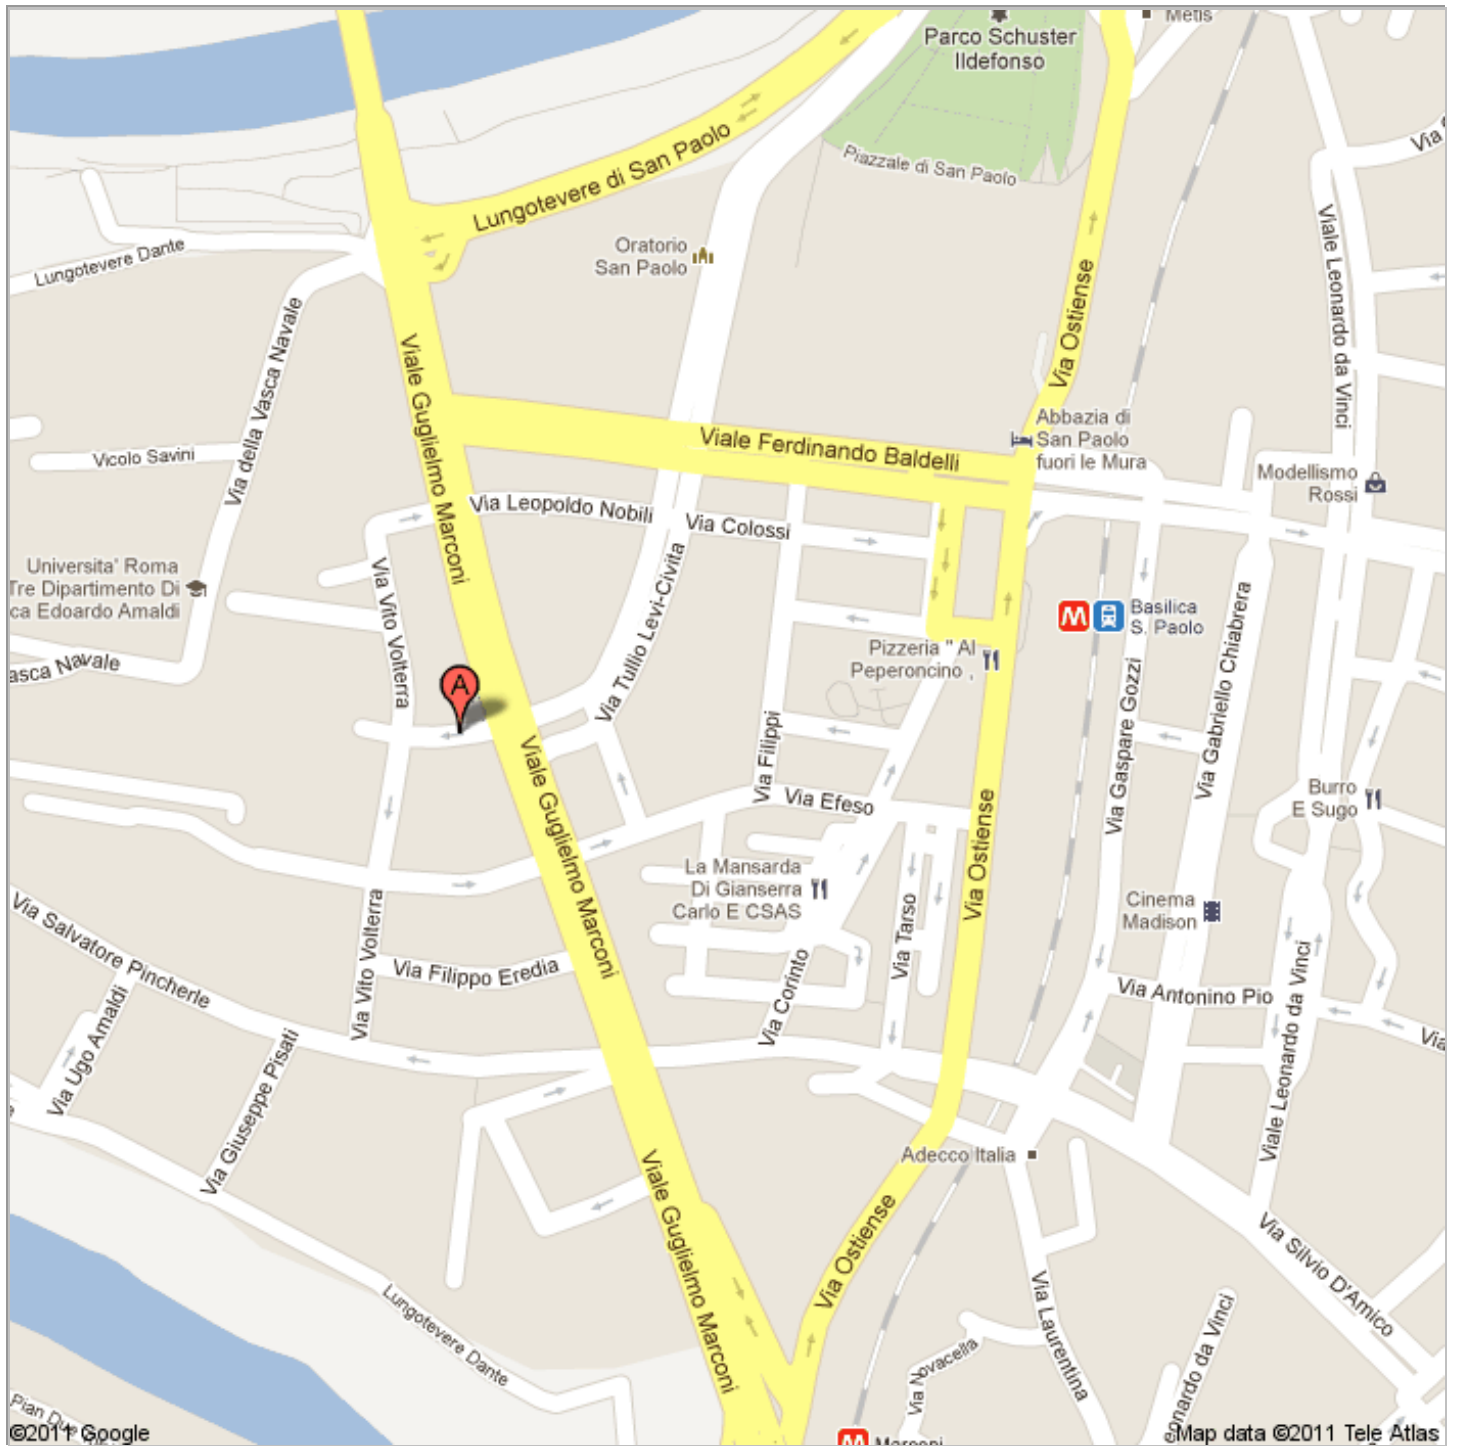 Metis
Parco Schuster
Ildefonso
Via
Lungotevere di San Paolo
Piazzale di San Paolo
Viale Leonardo da Vinci
Lungotevere Dante
Oratorio
San Paolo
Via Ostiense
Via della Vasca Navale
Viale Guglielmo Marconi
Abbazia di
San Paolo
fuori le Mura
Viale Ferdinando Baldelli
Vicolo Savini
Modellismo
Rossi
Via Leopoldo Nobili
Via Colossi
Universita' Roma
Tre Dipartimento Di
ca Edoardo Amaldi
Via Vito Volterra
Via Tullio Levi-Civita
M
Basilica
S. Paolo
Via Gabriello Chiabrera
Pizzeria " Al
Peperoncino ,
asca Navale
A
Via Gaspare Gozzi
Via Filippi
Viale Guglielmo Marconi
Via Efeso
Via Ostiense
Burro
E Sugo
La Mansarda
Di Gianserra
Carlo E CSAS
Cinema
Madison
Via Salvatore Pincherle
Via Vito Volterra
Via Filippo Eredia
Via Tarso
Via Corinto
Via Antonino Pio
Viale Leonardo da Vinci
Via
Via Ugo Amaldi
Via Giuseppe Pisati
Adecco Italia
Viale Guglielmo Marconi
Via Ostiense
Via Silvio D'Amico
Lungotevere Dante
Via Laurentina
Via Novacella
eonardo da Vinci
Pian Du
M
Marconi
©2011 Google
Map data ©2011 Tele Atlas